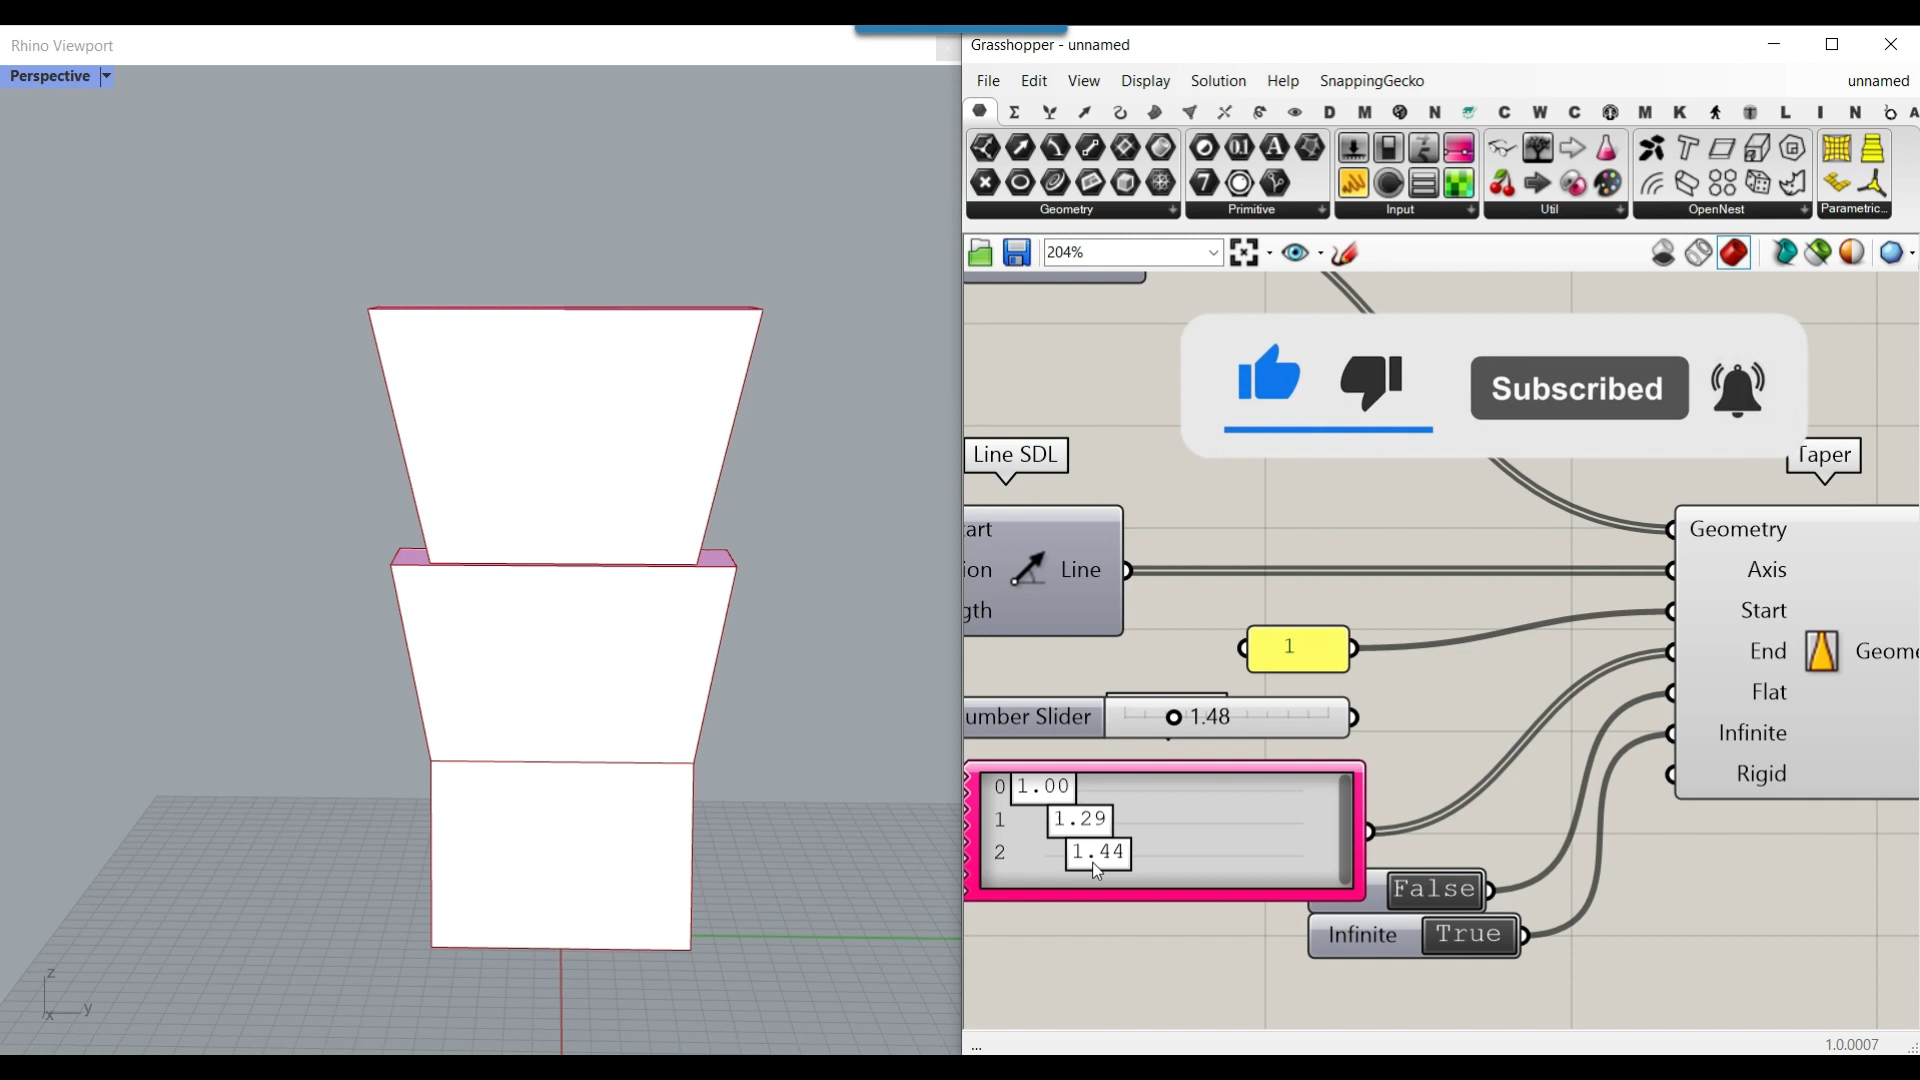 Rhino Viewport
Grasshopper - unnamed
Perspective
File Edit View Display Solution Help SnappingGecko unnamed
D M N C W C M K L I N A
Geometry Primitive Input Util OpenNest Parametric...
204%
Subscribed
Line SDL
Taper
art
ion Line
gth
Geometry
Axis
Start
End Geome
Flat
Infinite
Rigid
1
umber Slider 1.48
0 1.00
1 1.29
2 1.44
False
Infinite True
z
y
x
...
1.0.0007